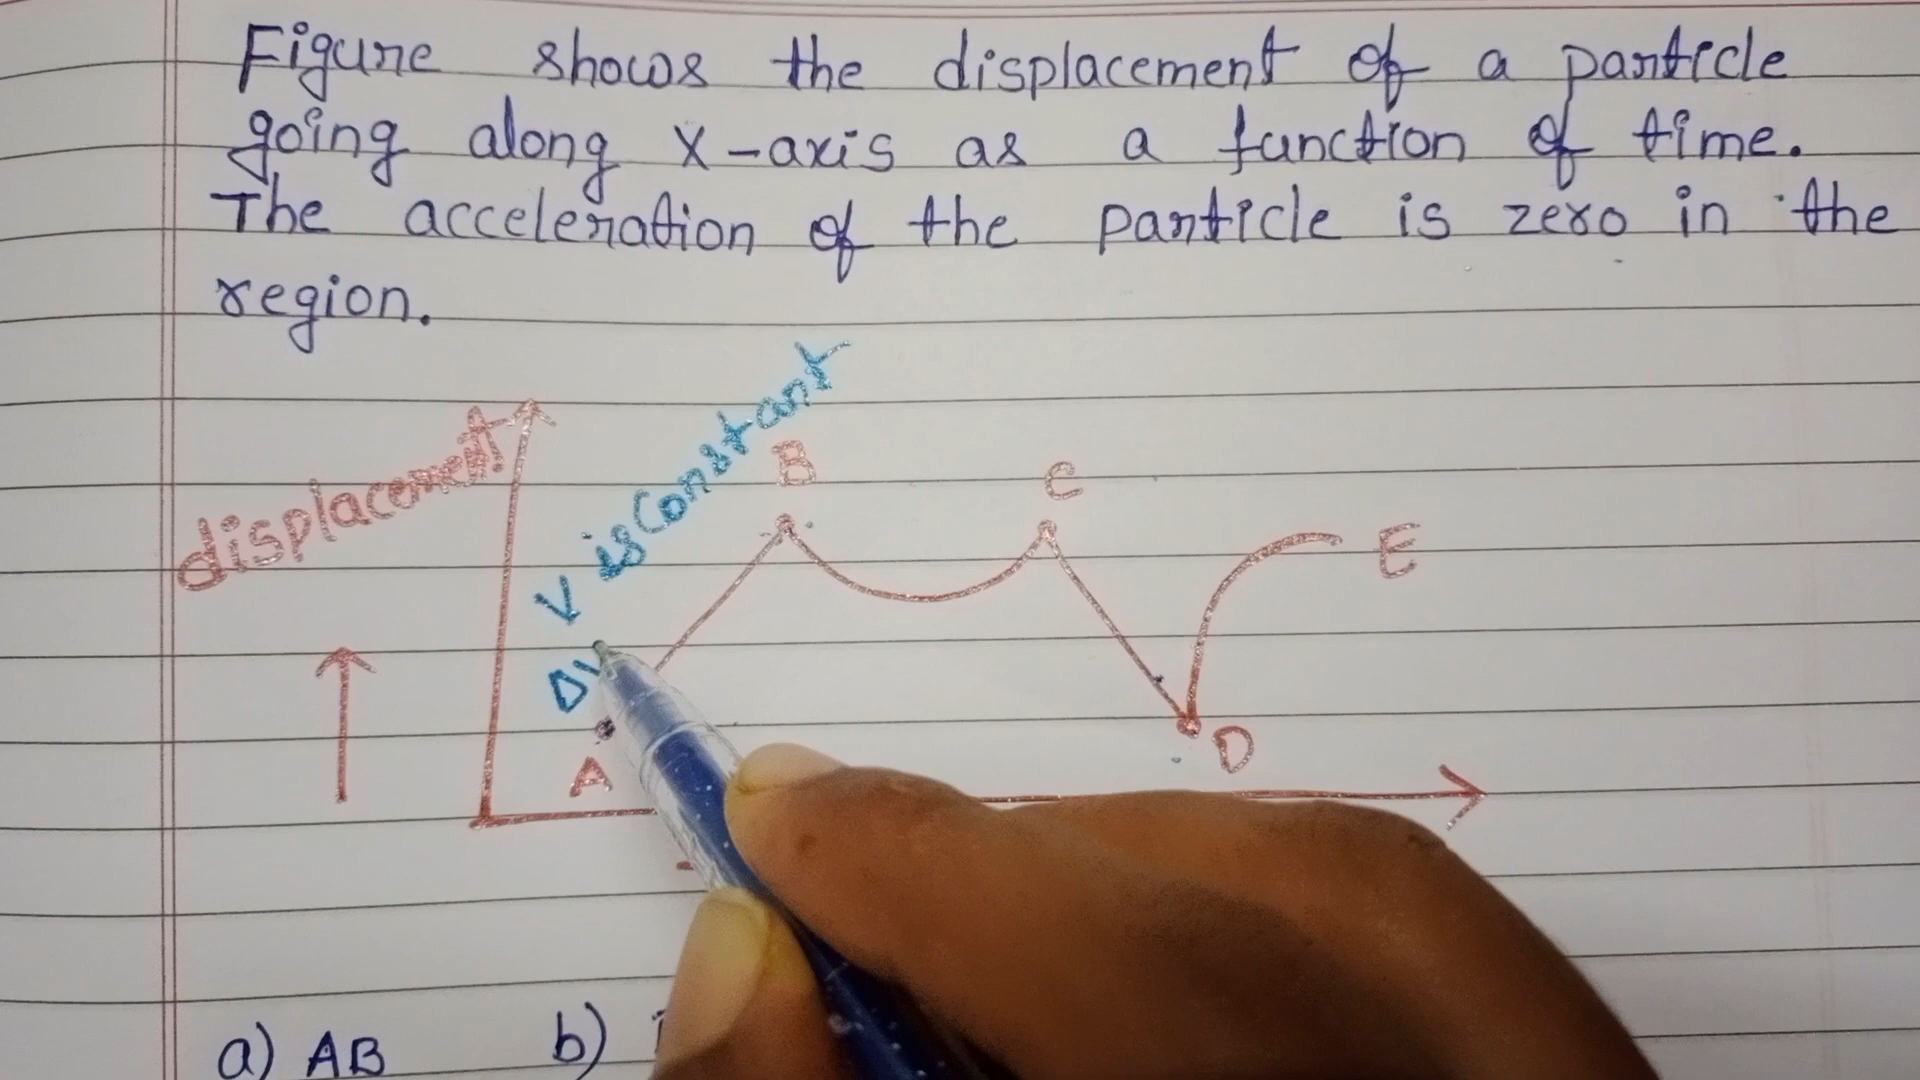 Figure shows the displacement of a particle
going along X-axis as a function of time.
The acceleration of the particle is zero in the
region.
displacement
V is Constant
B
C
E
A
D
a) AB b)